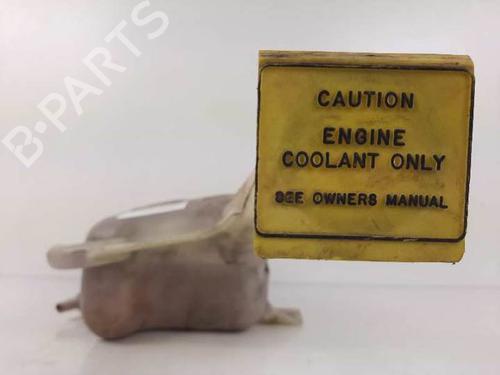 B-PARTS
CAUTION
ENGINE
COOLANT ONLY
SEE OWNERS MANUAL